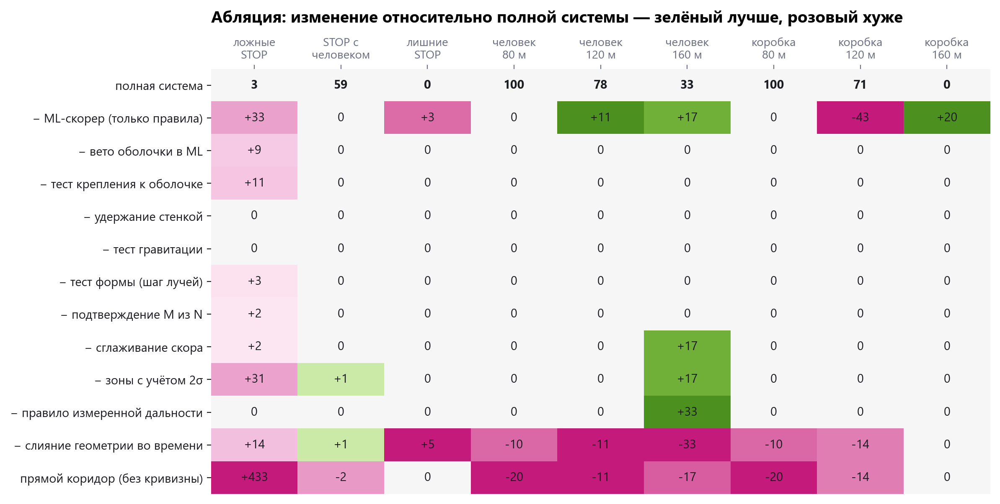 Абляция: изменение относительно полной системы — зелёный лучше, розовый хуже
ложные STOP с лишние человек человек человек коробка коробка коробка
STOP человеком STOP 80 м 120 м 160 м 80 м 120 м 160 м
полная система 3 59 0 100 78 33 100 71 0
− ML-скорер (только правила) +33 0 +3 0 +11 +17 0 -43 +20
− вето оболочки в ML +9 0 0 0 0 0 0 0 0
− тест крепления к оболочке +11 0 0 0 0 0 0 0 0
− удержание стенкой 0 0 0 0 0 0 0 0 0
− тест гравитации 0 0 0 0 0 0 0 0 0
− тест формы (шаг лучей) +3 0 0 0 0 0 0 0 0
− подтверждение M из N +2 0 0 0 0 0 0 0 0
− сглаживание скора +2 0 0 0 0 +17 0 0 0
− зоны с учётом 2σ +31 +1 0 0 0 +17 0 0 0
− правило измеренной дальности 0 0 0 0 0 +33 0 0 0
− слияние геометрии во времени +14 +1 +5 -10 -11 -33 -10 -14 0
прямой коридор (без кривизны) +433 -2 0 -20 -11 -17 -20 -14 0